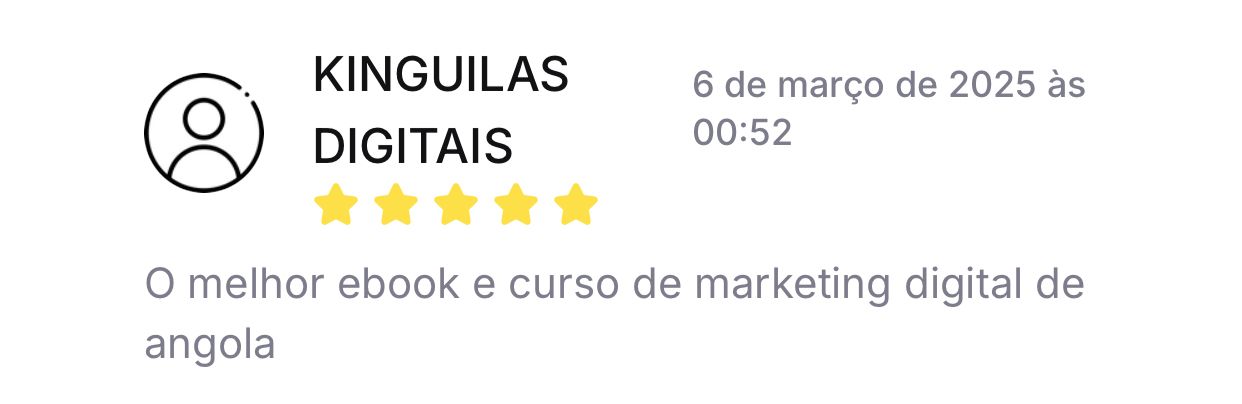 KINGUILAS
DIGITAIS
6 de março de 2025 às
00:52
O melhor ebook e curso de marketing digital de
angola